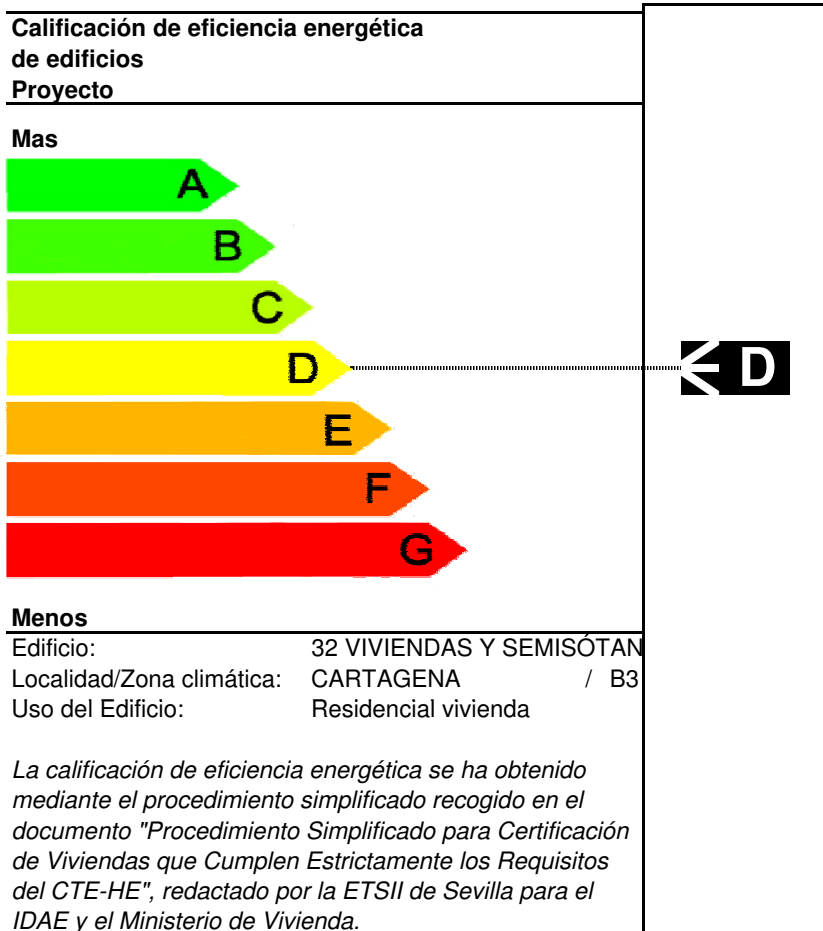 Calificación de eficiencia energética
de edificios
Proyecto
Mas
A
B
C
D
D
E
F
G
Menos
Edificio: 32 VIVIENDAS Y SEMISÓTAN
Localidad/Zona climática: CARTAGENA / B3
Uso del Edificio: Residencial vivienda
La calificación de eficiencia energética se ha obtenido
mediante el procedimiento simplificado recogido en el
documento "Procedimiento Simplificado para Certificación
de Viviendas que Cumplen Estrictamente los Requisitos
del CTE-HE", redactado por la ETSII de Sevilla para el
IDAE y el Ministerio de Vivienda.